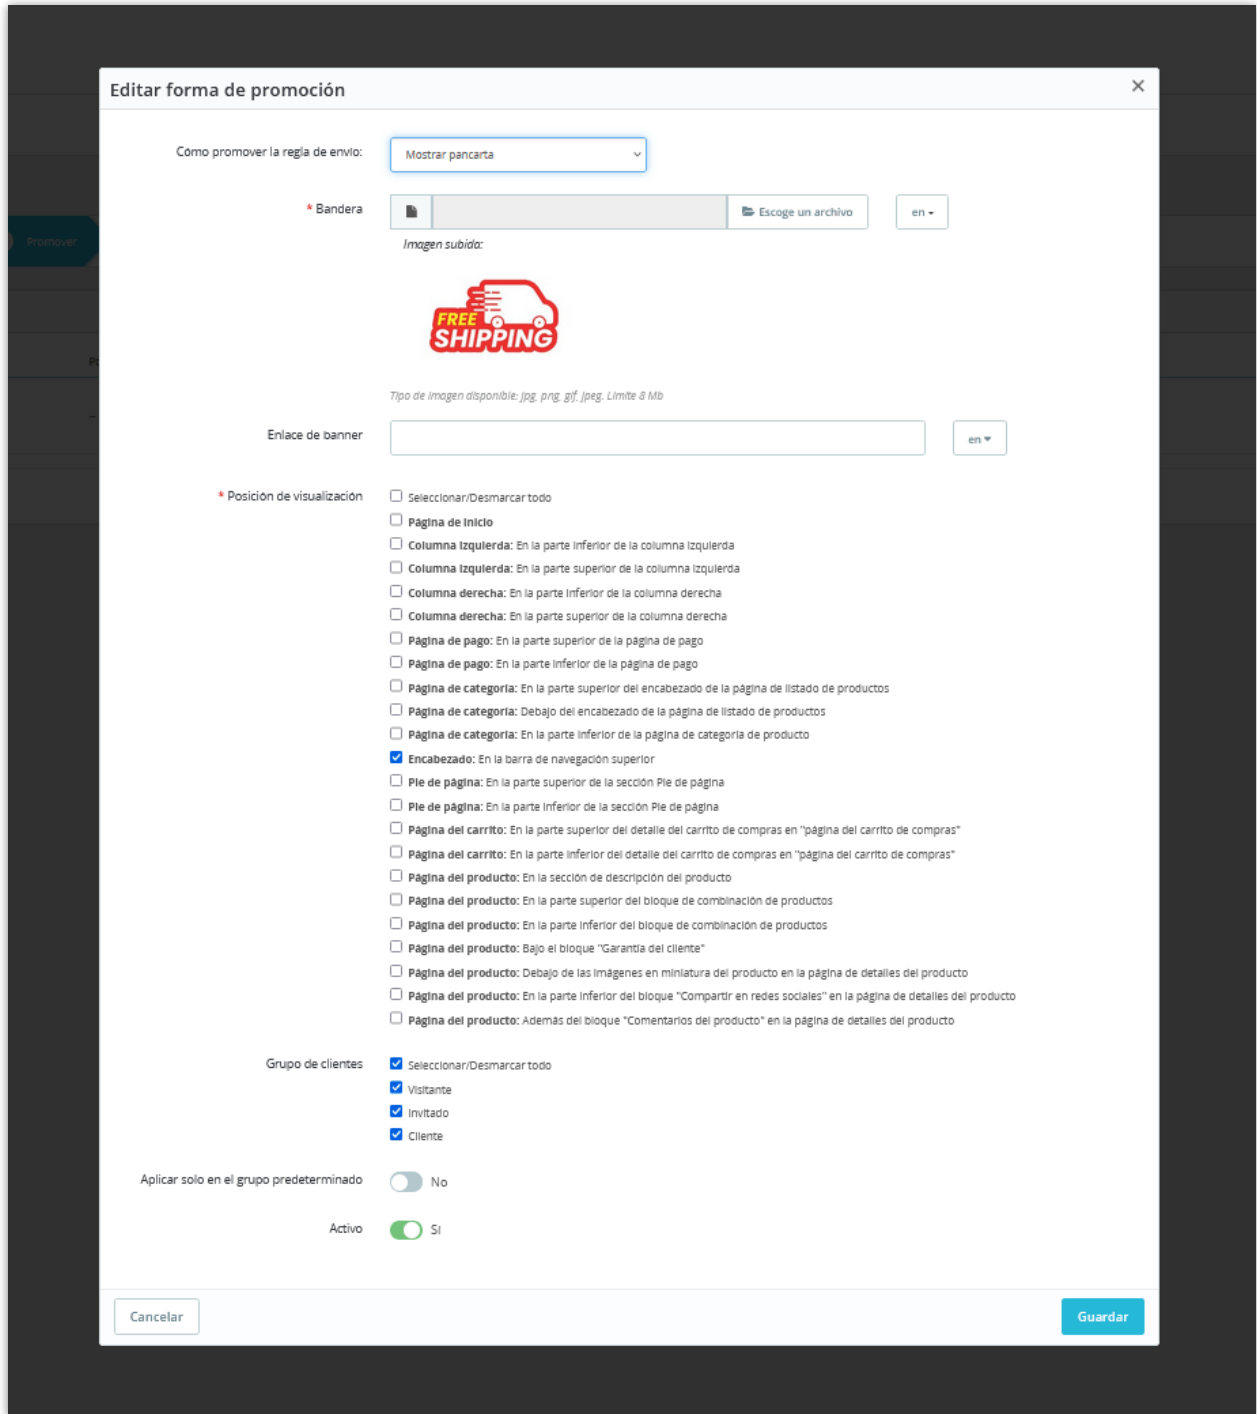 Editar forma de promoción
Cómo promover la regla de envío:
Mostrar pancarta
* Bandera
Escoge un archivo
en
Promover
Imagen subida:
FREE
SHIPPING
Tipo de imagen disponible: jpg, png, gif, jpeg. Límite 8 Mb
Enlace de banner
en
* Posición de visualización
Seleccionar/Desmarcar todo
Página de inicio
Columna izquierda: En la parte inferior de la columna izquierda
Columna izquierda: En la parte superior de la columna izquierda
Columna derecha: En la parte inferior de la columna derecha
Columna derecha: En la parte superior de la columna derecha
Página de pago: En la parte superior de la página de pago
Página de pago: En la parte inferior de la página de pago
Página de categoría: En la parte superior del encabezado de la página de listado de productos
Página de categoría: Debajo del encabezado de la página de listado de productos
Página de categoría: En la parte inferior de la página de categoría de producto
Encabezado: En la barra de navegación superior
Pie de página: En la parte superior de la sección Pie de página
Pie de página: En la parte inferior de la sección Pie de página
Página del carrito: En la parte superior del detalle del carrito de compras en "página del carrito de compras"
Página del carrito: En la parte inferior del detalle del carrito de compras en "página del carrito de compras"
Página del producto: En la sección de descripción del producto
Página del producto: En la parte superior del bloque de combinación de productos
Página del producto: En la parte inferior del bloque de combinación de productos
Página del producto: Bajo el bloque "Garantía del cliente"
Página del producto: Debajo de las imágenes en miniatura del producto en la página de detalles del producto
Página del producto: En la parte inferior del bloque "Compartir en redes sociales" en la página de detalles del producto
Página del producto: Además del bloque "Comentarios del producto" en la página de detalles del producto
Grupo de clientes
Seleccionar/Desmarcar todo
Visitante
Invitado
Cliente
Aplicar solo en el grupo predeterminado
No
Activo
Sí
Cancelar
Guardar